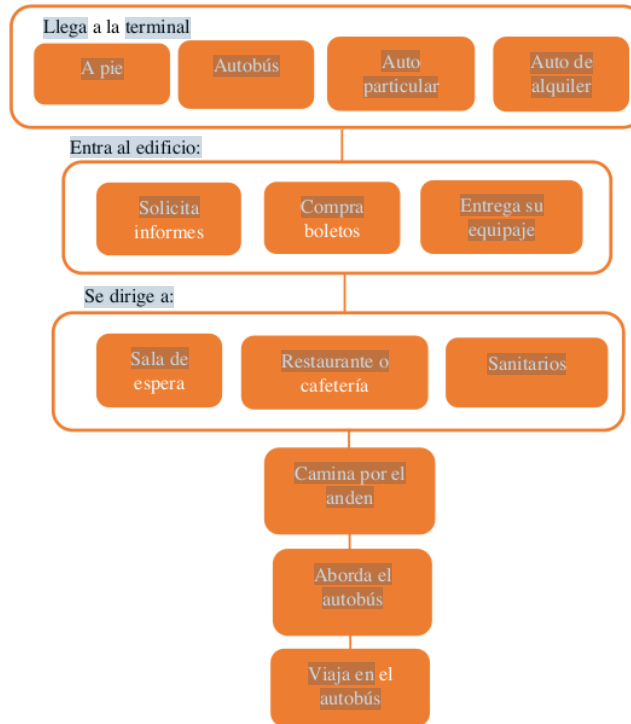 Llega a la terminal
A pie
Autobús
Auto
particular
Auto de
alquiler
Entra al edificio:
Solicita
informes
Compra
boletos
Entrega su
equipaje
Se dirige a:
Sala de
espera
Restaurante o
cafetería
Sanitarios
Camina por el
anden
Aborda el
autobús
Viaja en el
autobús